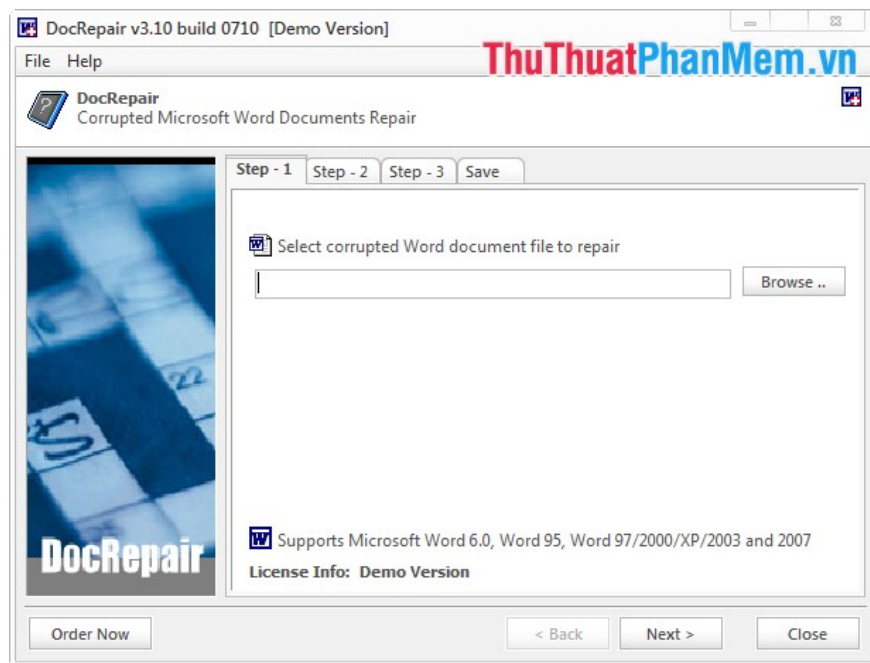 DocRepair v3.10 build 0710 [Demo Version]
File Help
ThuThuatPhanMem.vn
DocRepair
Corrupted Microsoft Word Documents Repair
Step - 1 Step - 2 Step - 3 Save
Select corrupted Word document file to repair
Browse ..
22
DocRepair
Supports Microsoft Word 6.0, Word 95, Word 97/2000/XP/2003 and 2007
License Info: Demo Version
Order Now < Back Next > Close